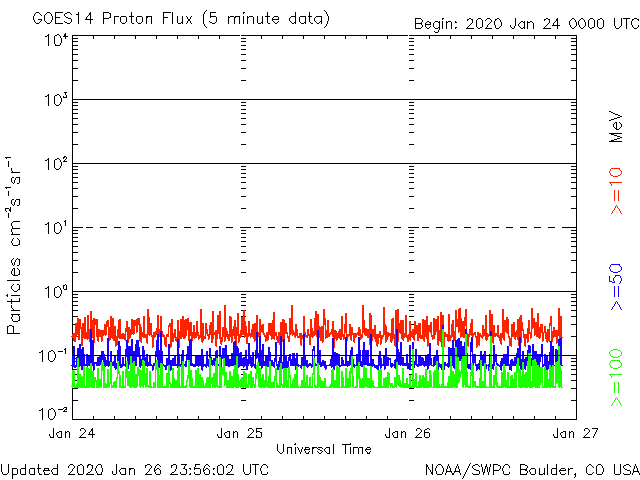 GOES14 Proton Flux (5 minute data)
Begin: 2020 Jan 24 0000 UTC
10⁴
10³
10²
10¹
10⁰
10⁻¹
10⁻²
Particles cm⁻²s⁻¹sr⁻¹
MeV
>=10
>=50
>=100
Jan 24
Jan 25
Jan 26
Jan 27
Universal Time
Updated 2020 Jan 26 23:56:02 UTC
NOAA/SWPC Boulder, CO USA